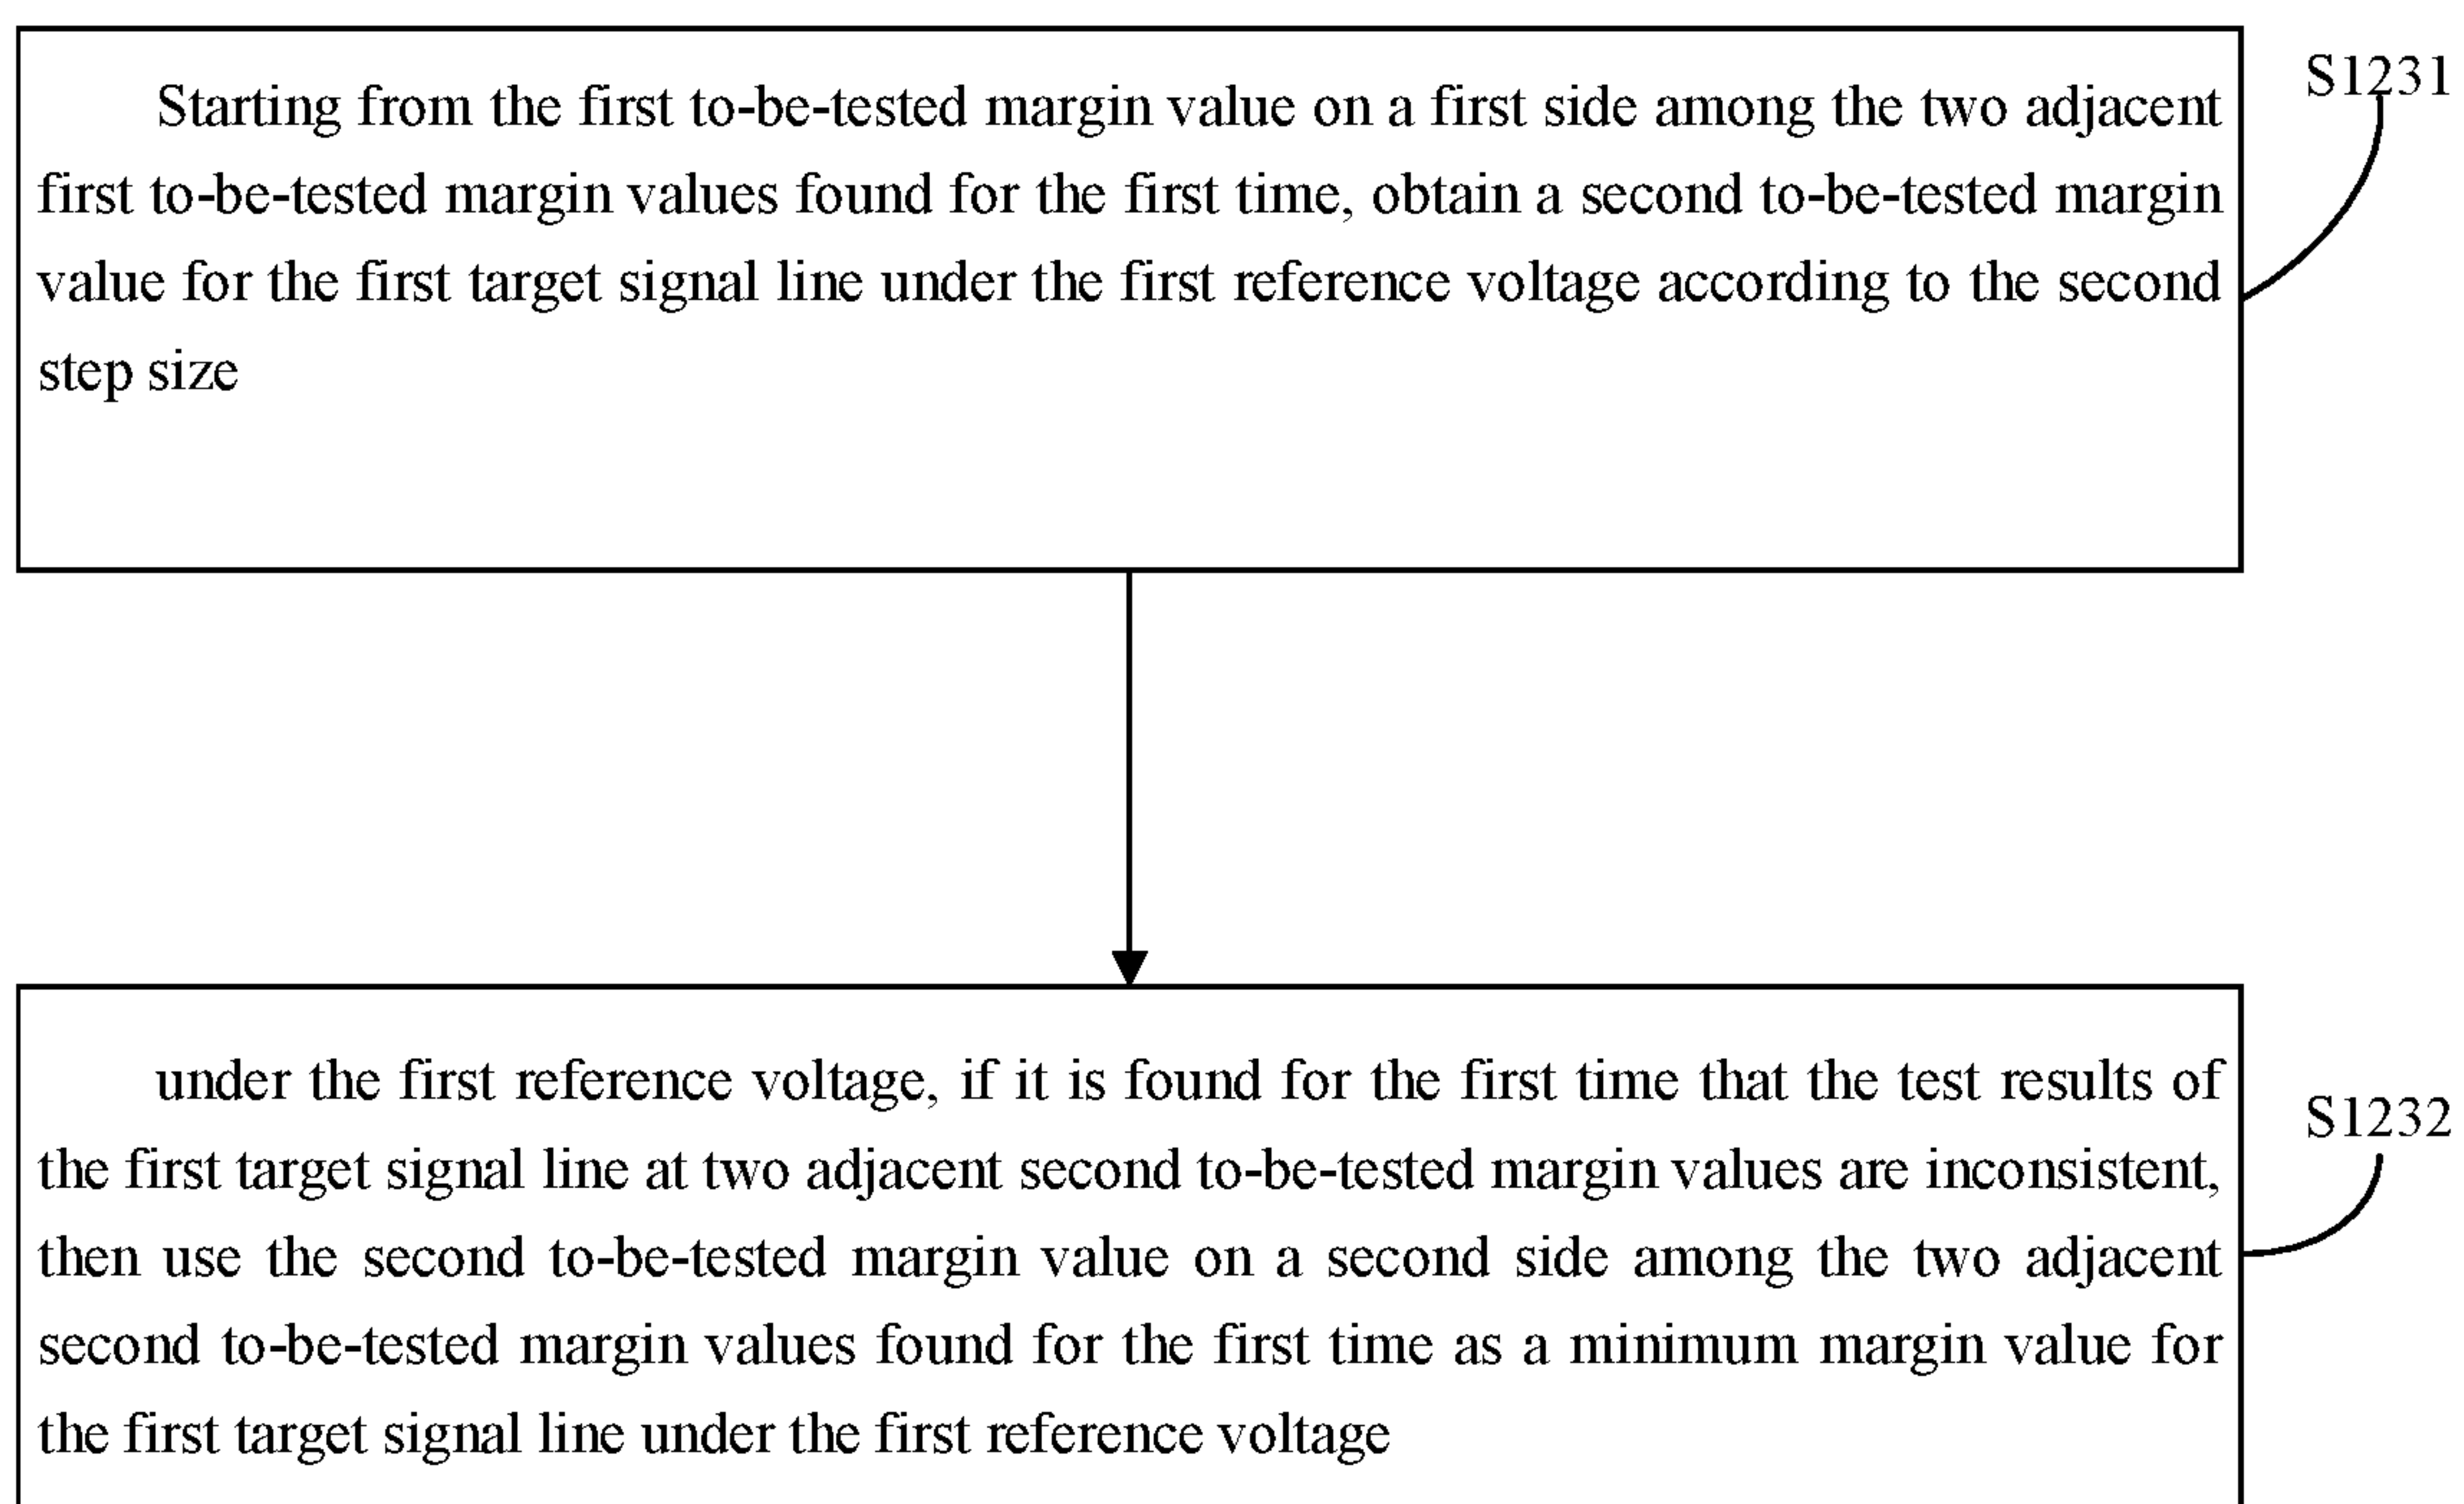 Starting from the first to-be-tested margin value on a first side among the two adjacent
first to-be-tested margin values found for the first time, obtain a second to-be-tested margin
value for the first target signal line under the first reference voltage according to the second
step size
S1231
under the first reference voltage, if it is found for the first time that the test results of
the first target signal line at two adjacent second to-be-tested margin values are inconsistent,
then use the second to-be-tested margin value on a second side among the two adjacent
second to-be-tested margin values found for the first time as a minimum margin value for
the first target signal line under the first reference voltage
S1232